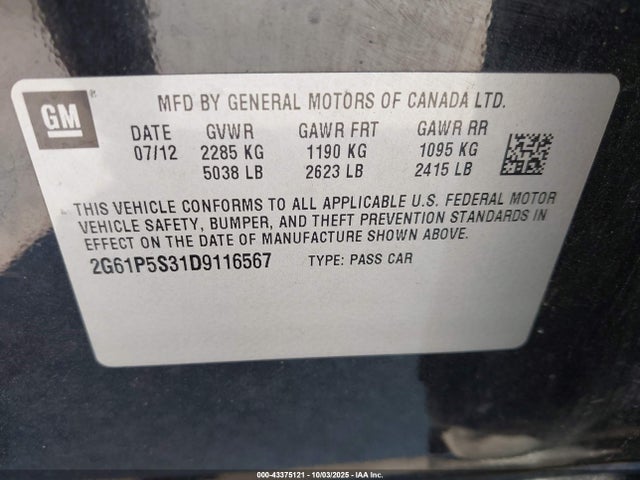 GM
MFD BY GENERAL MOTORS OF CANADA LTD.
DATE GVWR GAWR FRT GAWR RR
07/12 2285 KG 1190 KG 1095 KG
5038 LB 2623 LB 2415 LB
THIS VEHICLE CONFORMS TO ALL APPLICABLE U.S. FEDERAL MOTOR
VEHICLE SAFETY, BUMPER, AND THEFT PREVENTION STANDARDS IN
EFFECT ON THE DATE OF MANUFACTURE SHOWN ABOVE.
2G61P5S31D9116567 TYPE: PASS CAR
000-43375121 - 10/03/2025 - IAA Inc.